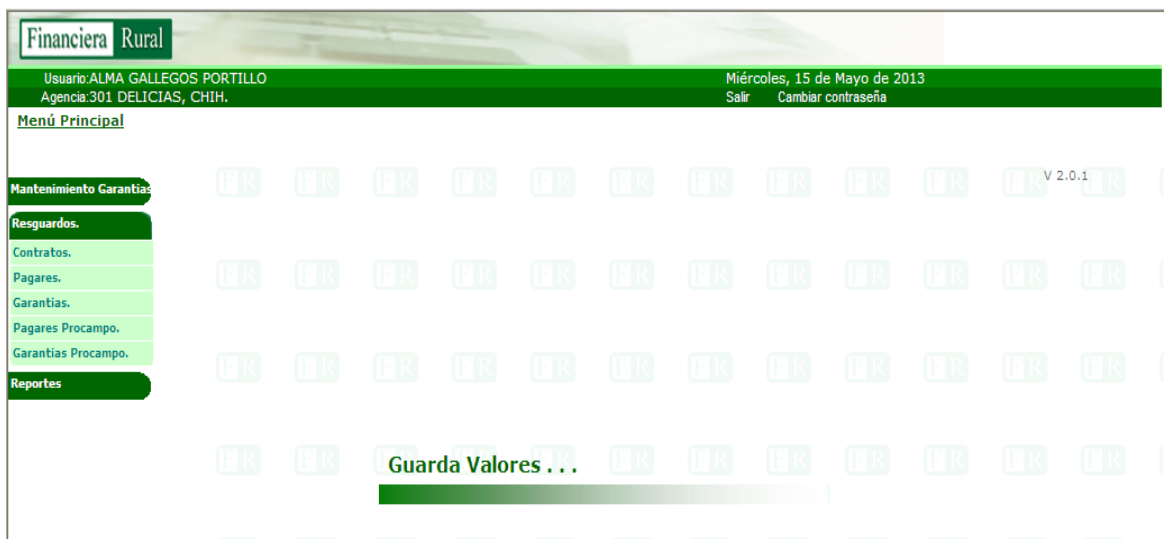 Financiera Rural
Usuario:ALMA GALLEGOS PORTILLO Miércoles, 15 de Mayo de 2013
Agencia:301 DELICIAS, CHIH. Salir Cambiar contraseña
Menú Principal
V 2.0.1
Mantenimiento Garantias
Resguardos.
Contratos.
Pagares.
Garantias.
Pagares Procampo.
Garantias Procampo.
Reportes
Guarda Valores . . .